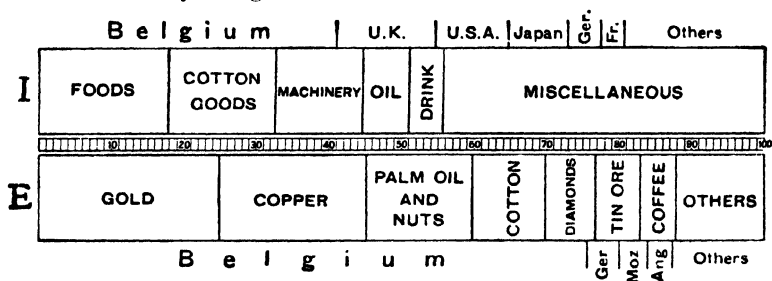 Belgium U.K. U.S.A. Japan Ger. Fr. Others
I FOODS COTTON GOODS MACHINERY OIL DRINK MISCELLANEOUS
10 20 30 40 50 60 70 80 90 100
E GOLD COPPER PALM OIL AND NUTS COTTON DIAMONDS TIN ORE COFFEE OTHERS
Belgium Ger Moz Ang Others